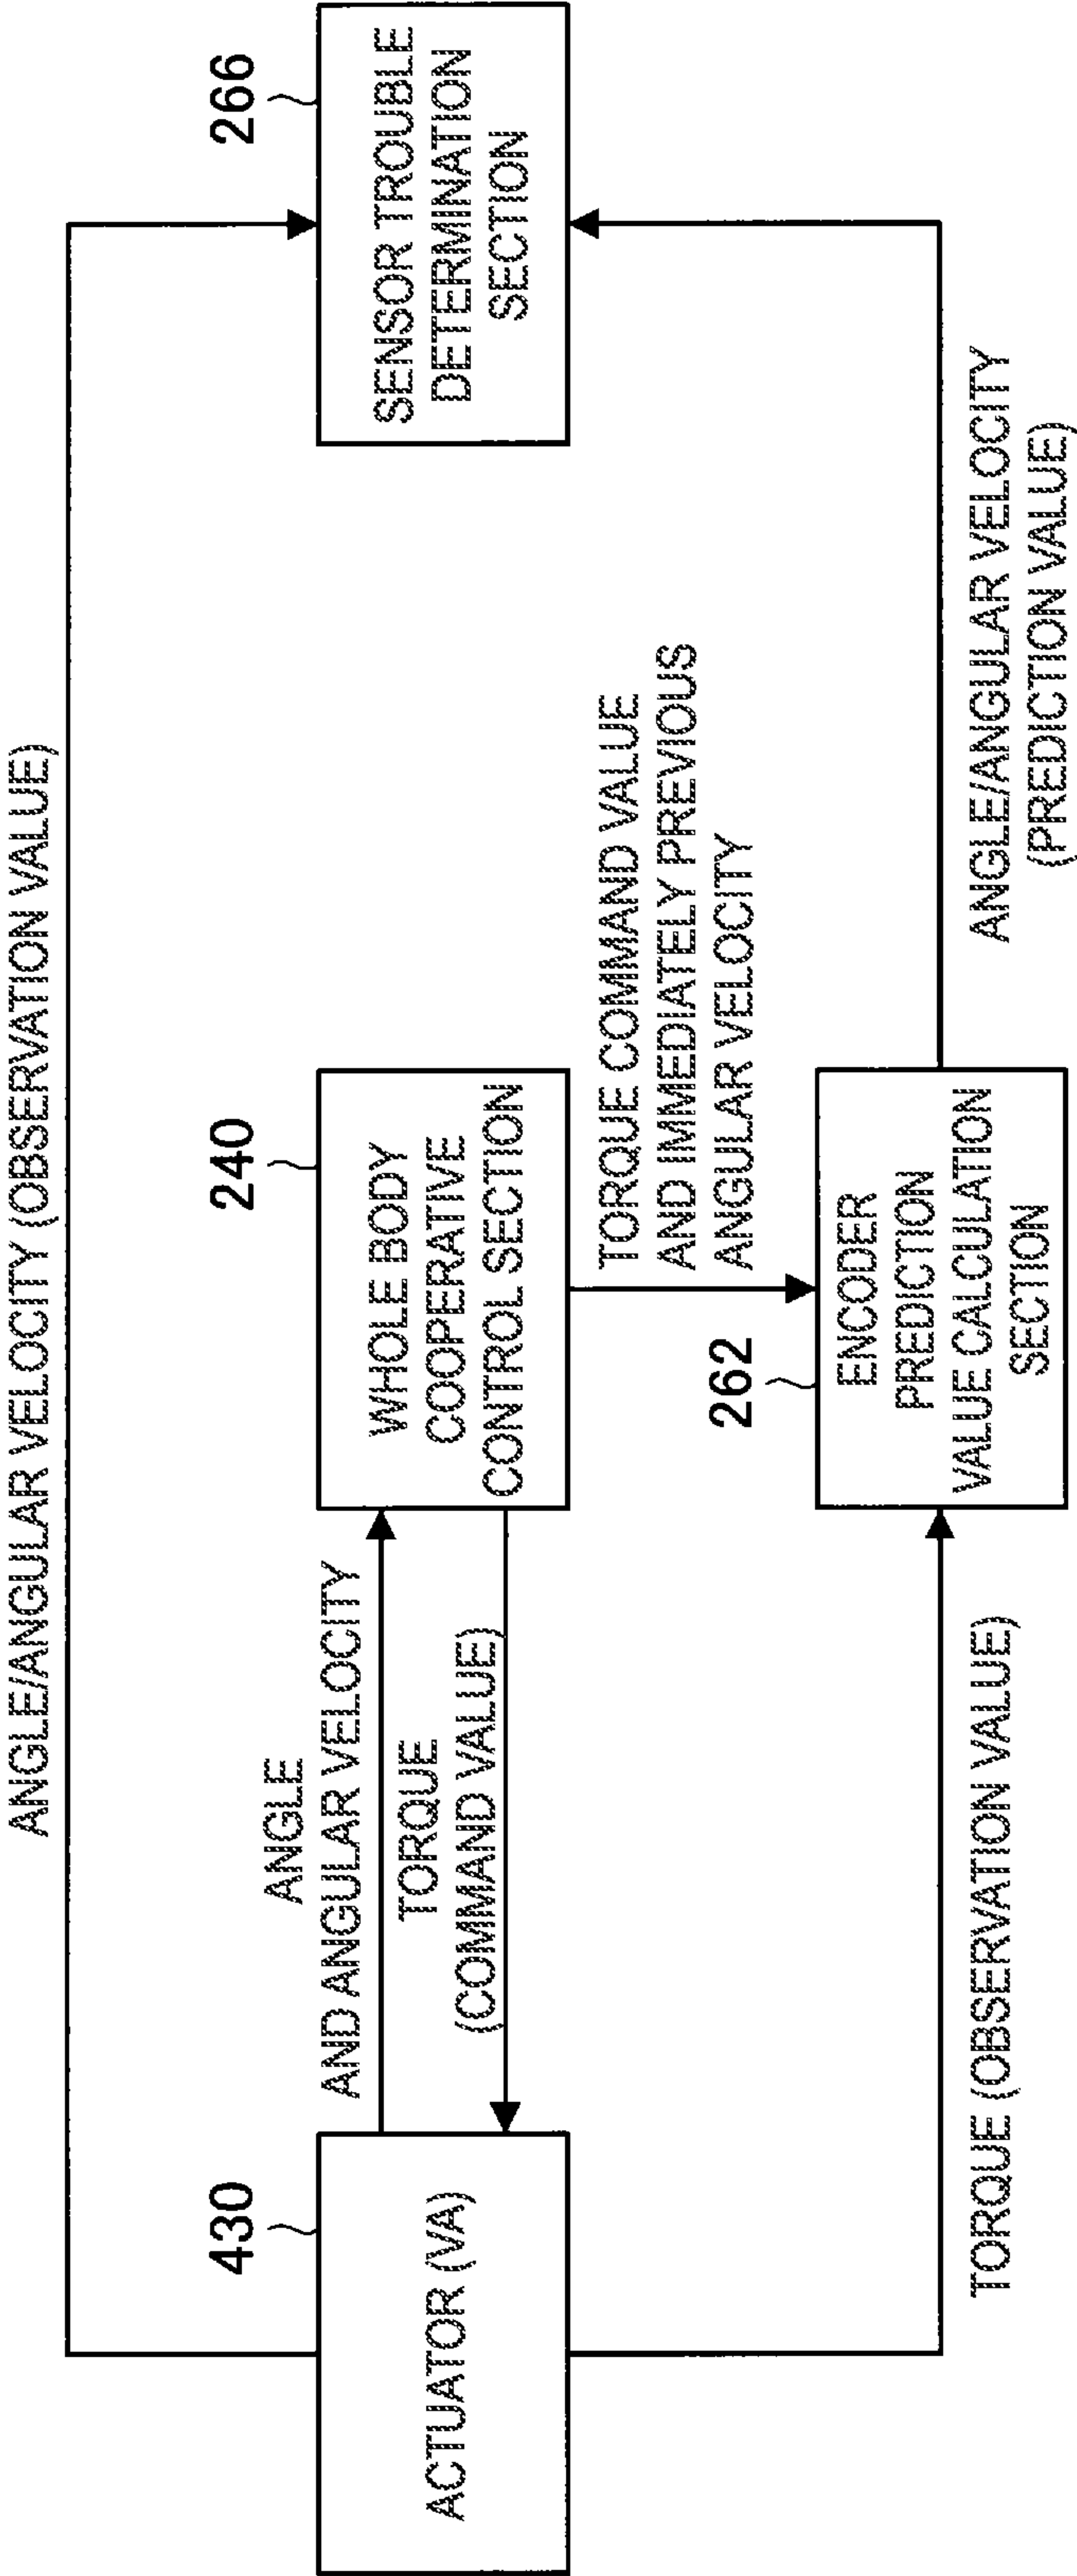 ANGLE/ANGULAR VELOCITY (OBSERVATION VALUE)
430
ACTUATOR (VA)
ANGLE
AND ANGULAR VELOCITY
TORQUE
(COMMAND VALUE)
240
WHOLE BODY
COOPERATIVE
CONTROL SECTION
266
SENSOR TROUBLE
DETERMINATION
SECTION
TORQUE COMMAND VALUE
AND IMMEDIATELY PREVIOUS
ANGULAR VELOCITY
262
ENCODER
PREDICTION
VALUE CALCULATION
SECTION
TORQUE (OBSERVATION VALUE)
ANGLE/ANGULAR VELOCITY
(PREDICTION VALUE)